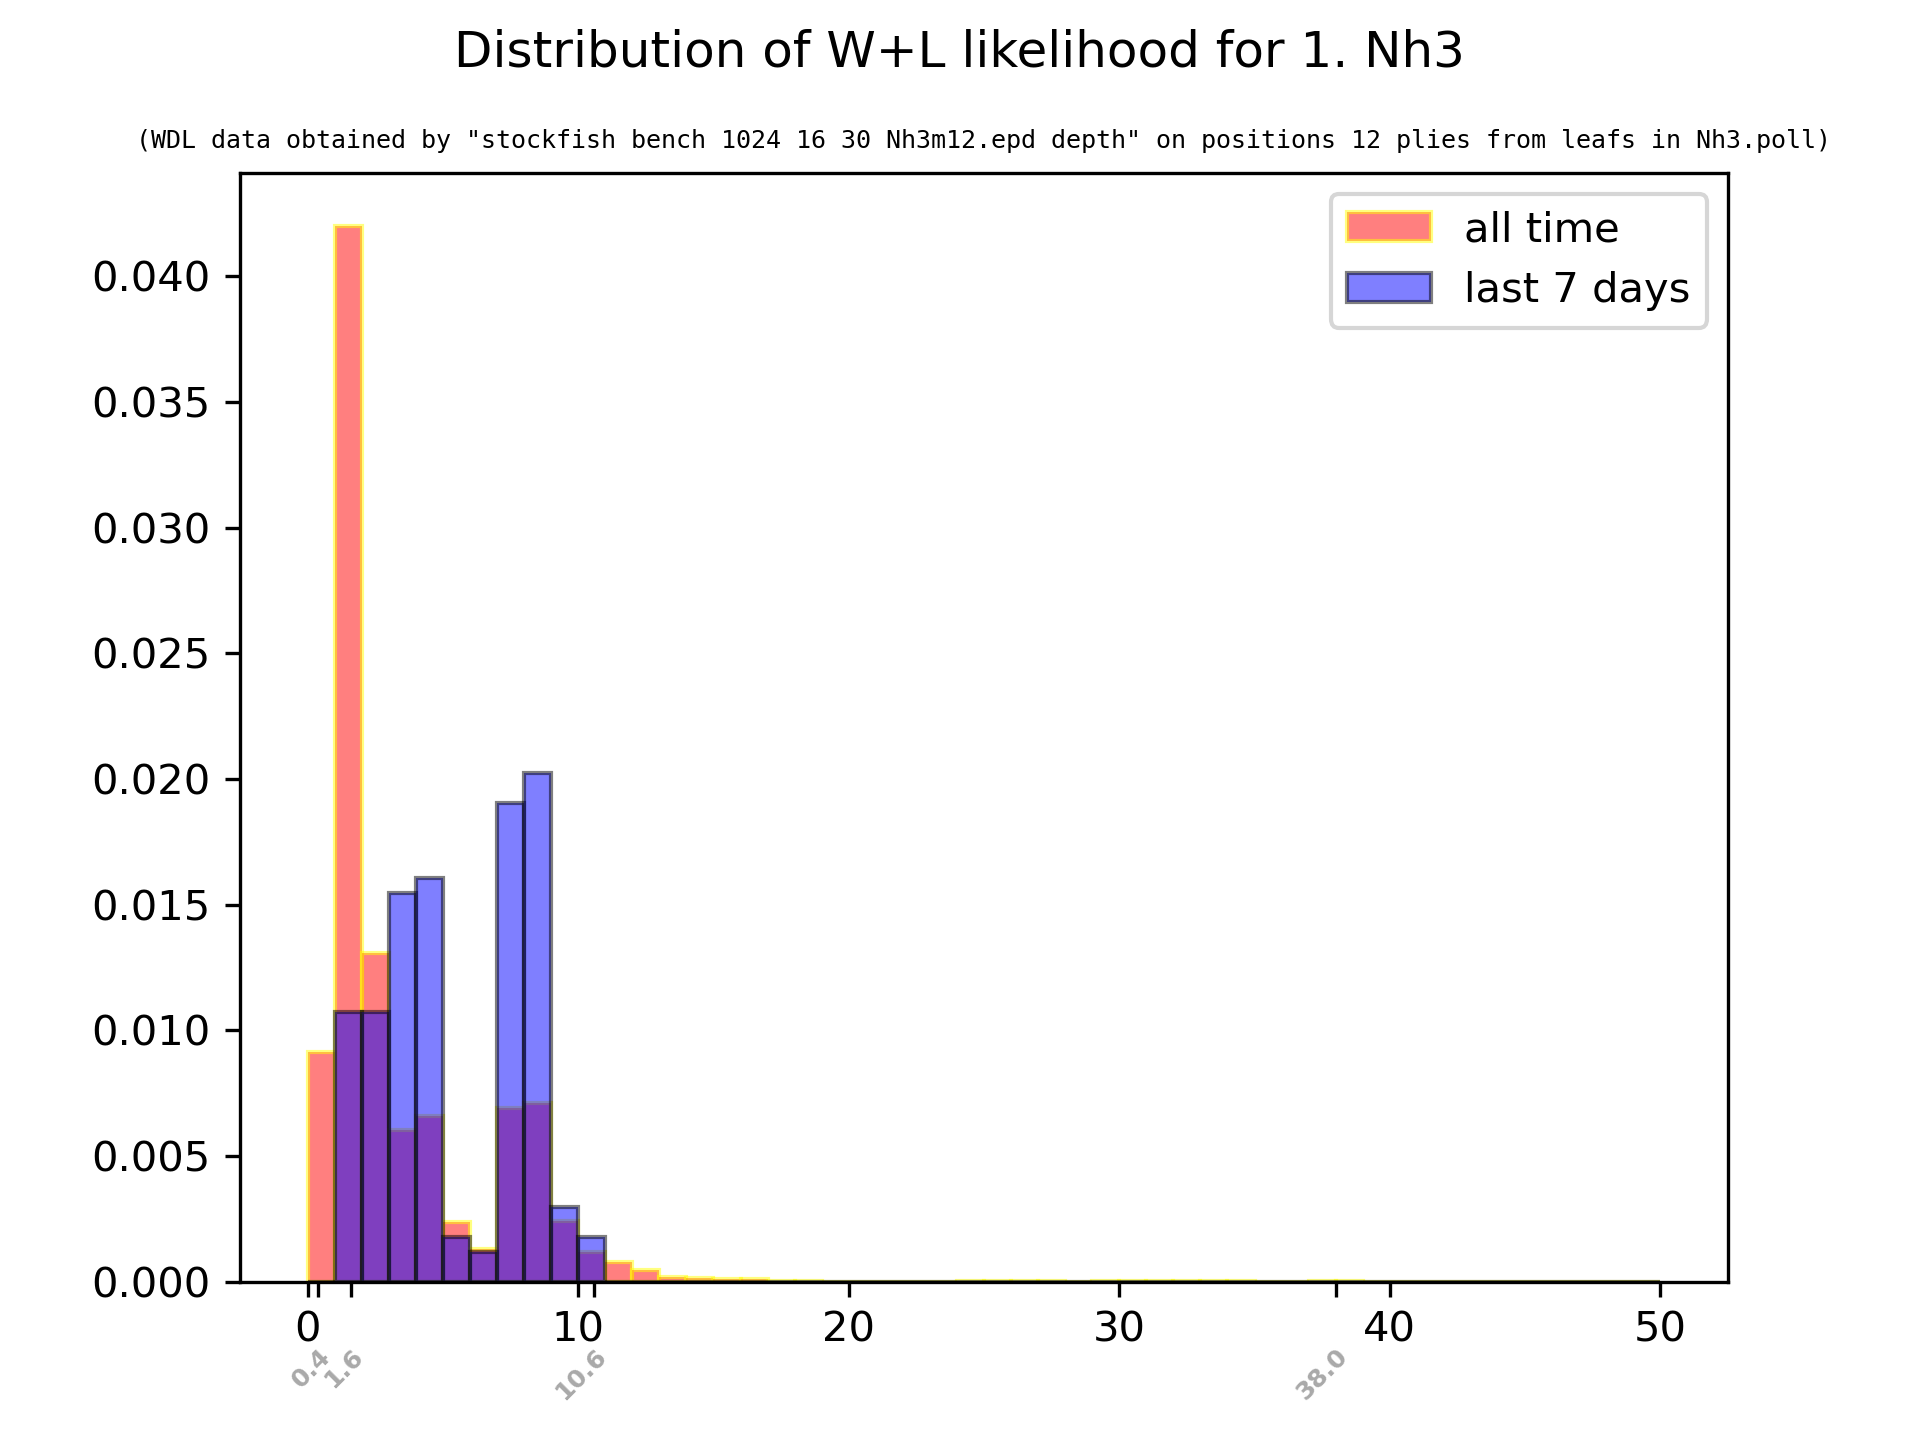 Distribution of W+L likelihood for 1. Nh3
(WDL data obtained by "stockfish bench 1024 16 30 Nh3m12.epd depth" on positions 12 plies from leafs in Nh3.poll)
all time
last 7 days
0.040
0.035
0.030
0.025
0.020
0.015
0.010
0.005
0.000
0 10 20 30 40 50
0.4 1.6 10.6 38.0